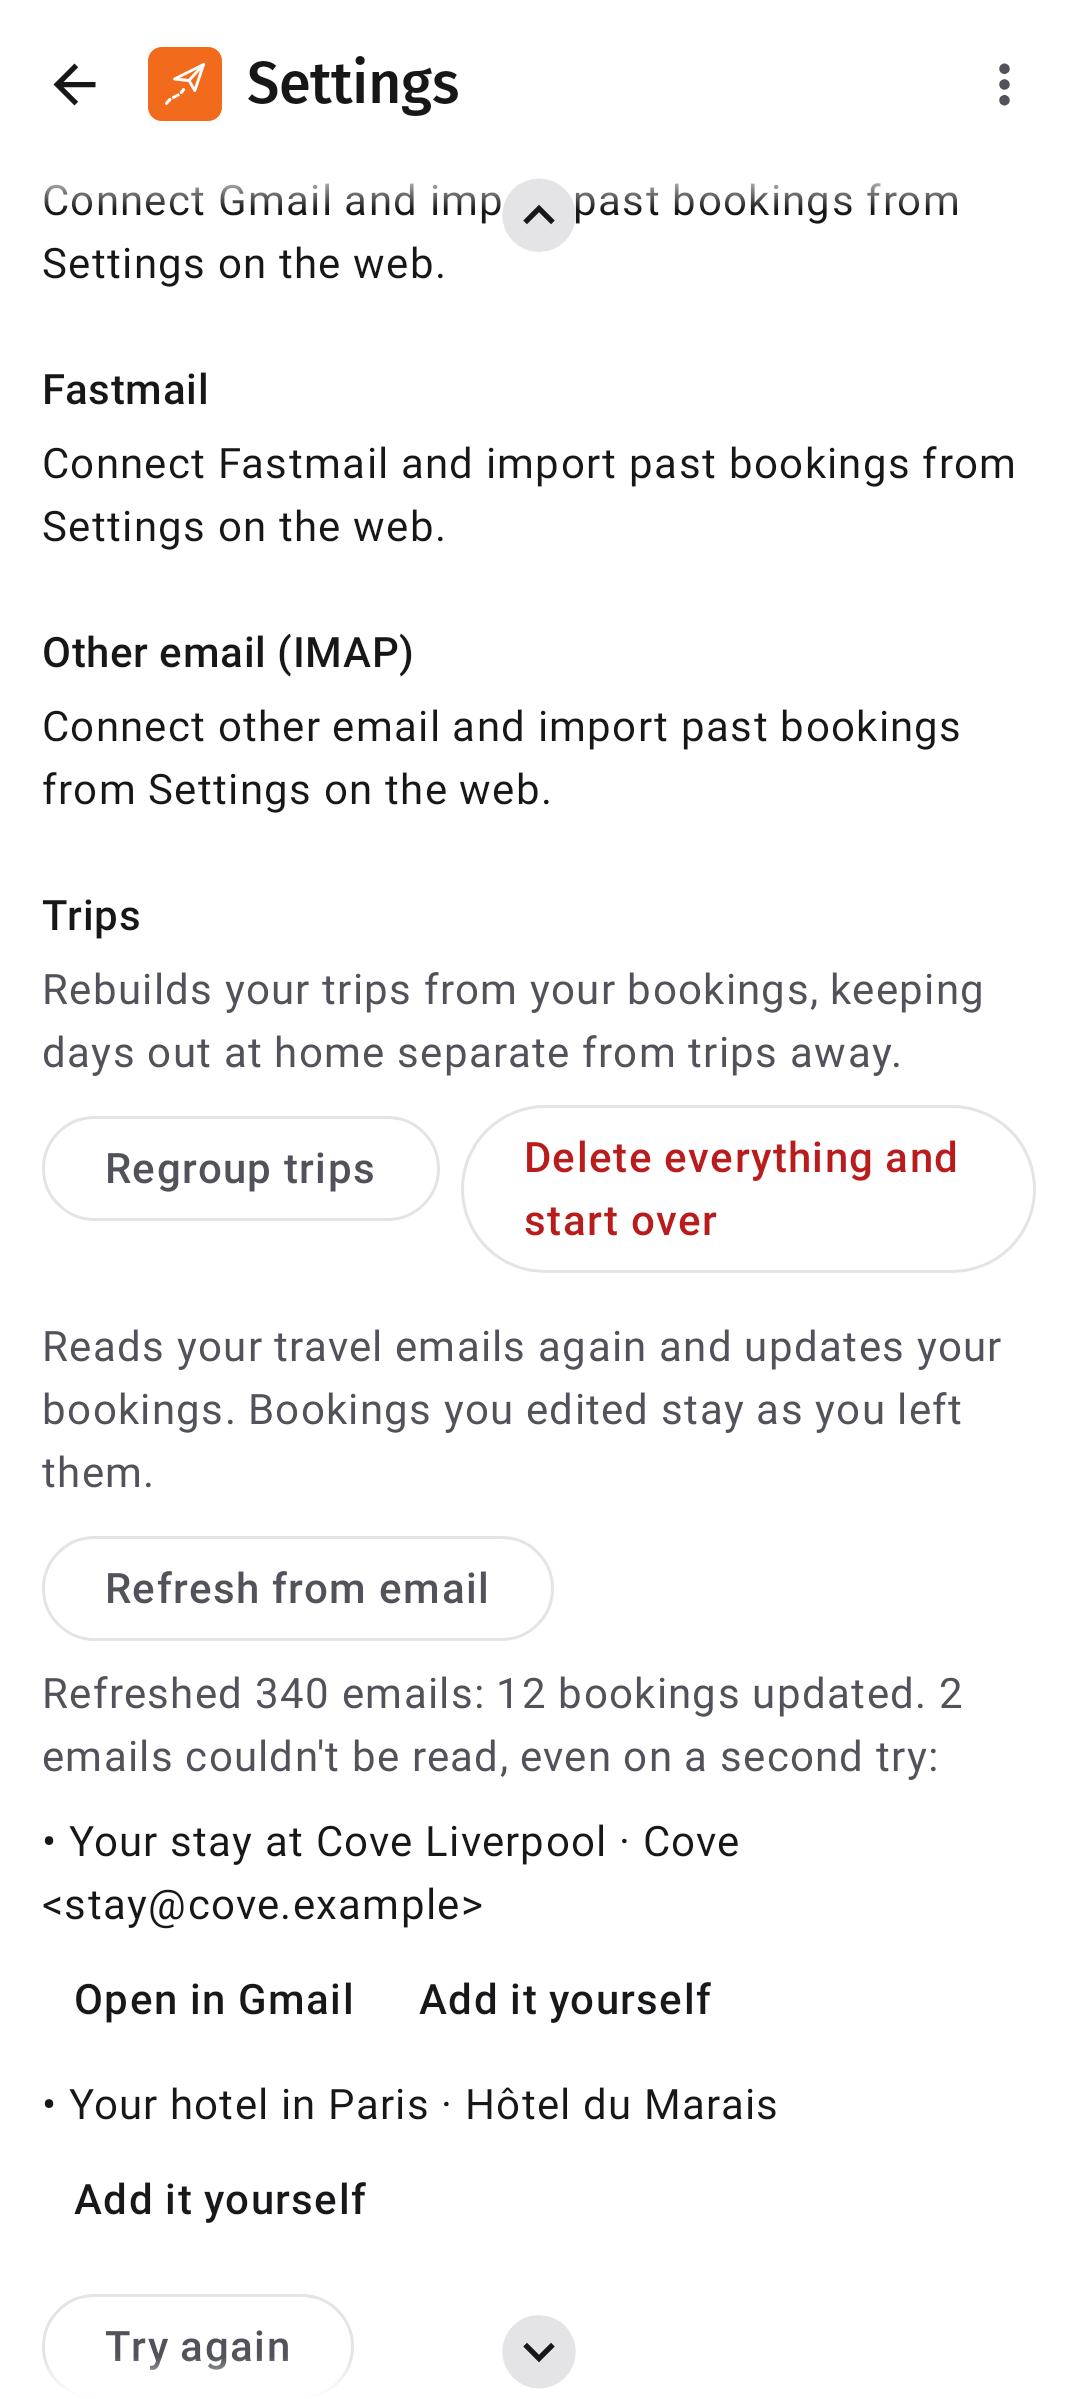 Settings
Connect Gmail and imp past bookings from
Settings on the web.
Fastmail
Connect Fastmail and import past bookings from
Settings on the web.
Other email (IMAP)
Connect other email and import past bookings
from Settings on the web.
Trips
Rebuilds your trips from your bookings, keeping
days out at home separate from trips away.
Regroup trips
Delete everything and
start over
Reads your travel emails again and updates your
bookings. Bookings you edited stay as you left
them.
Refresh from email
Refreshed 340 emails: 12 bookings updated. 2
emails couldn't be read, even on a second try:
• Your stay at Cove Liverpool · Cove
<stay@cove.example>
Open in Gmail Add it yourself
• Your hotel in Paris · Hôtel du Marais
Add it yourself
Try again